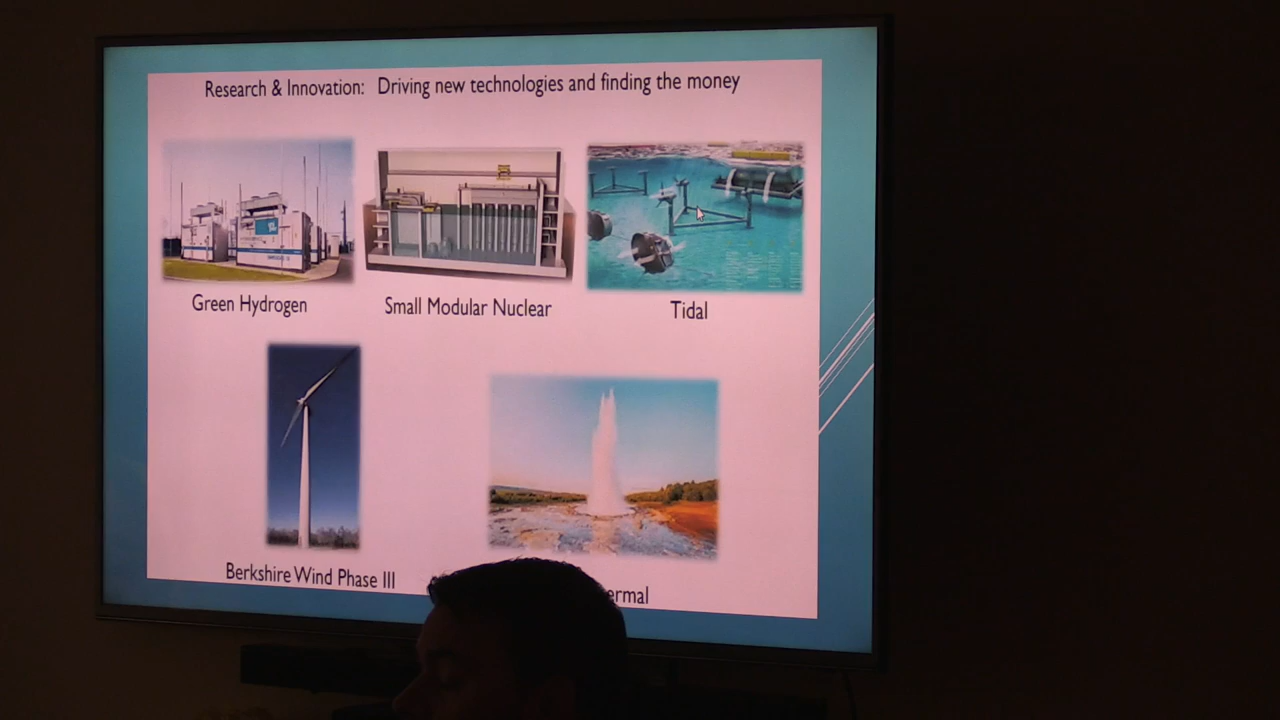 Research & Innovation: Driving new technologies and finding the money
Green Hydrogen
Small Modular Nuclear
Tidal
Berkshire Wind Phase III
ermal